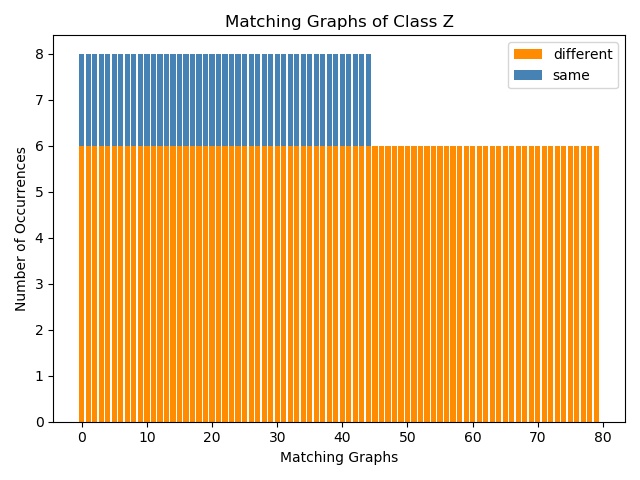 Matching Graphs of Class Z
different
same
Number of Occurrences
8
7
6
5
4
3
2
1
0
0 10 20 30 40 50 60 70 80
Matching Graphs